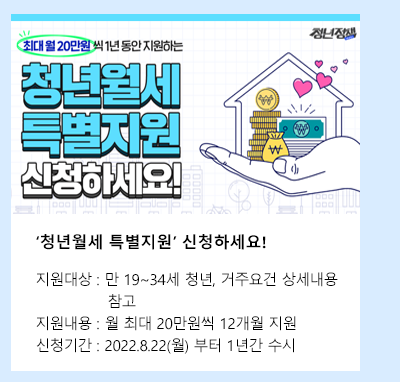 최대 월 20만원 씩 1년 동안 지원하는
청년정책
청년월세
특별지원
신청하세요!
₩
₩
₩
‘청년월세 특별지원’ 신청하세요!
지원대상 : 만 19~34세 청년, 거주요건 상세내용
참고
지원내용 : 월 최대 20만원씩 12개월 지원
신청기간 : 2022.8.22(월) 부터 1년간 수시